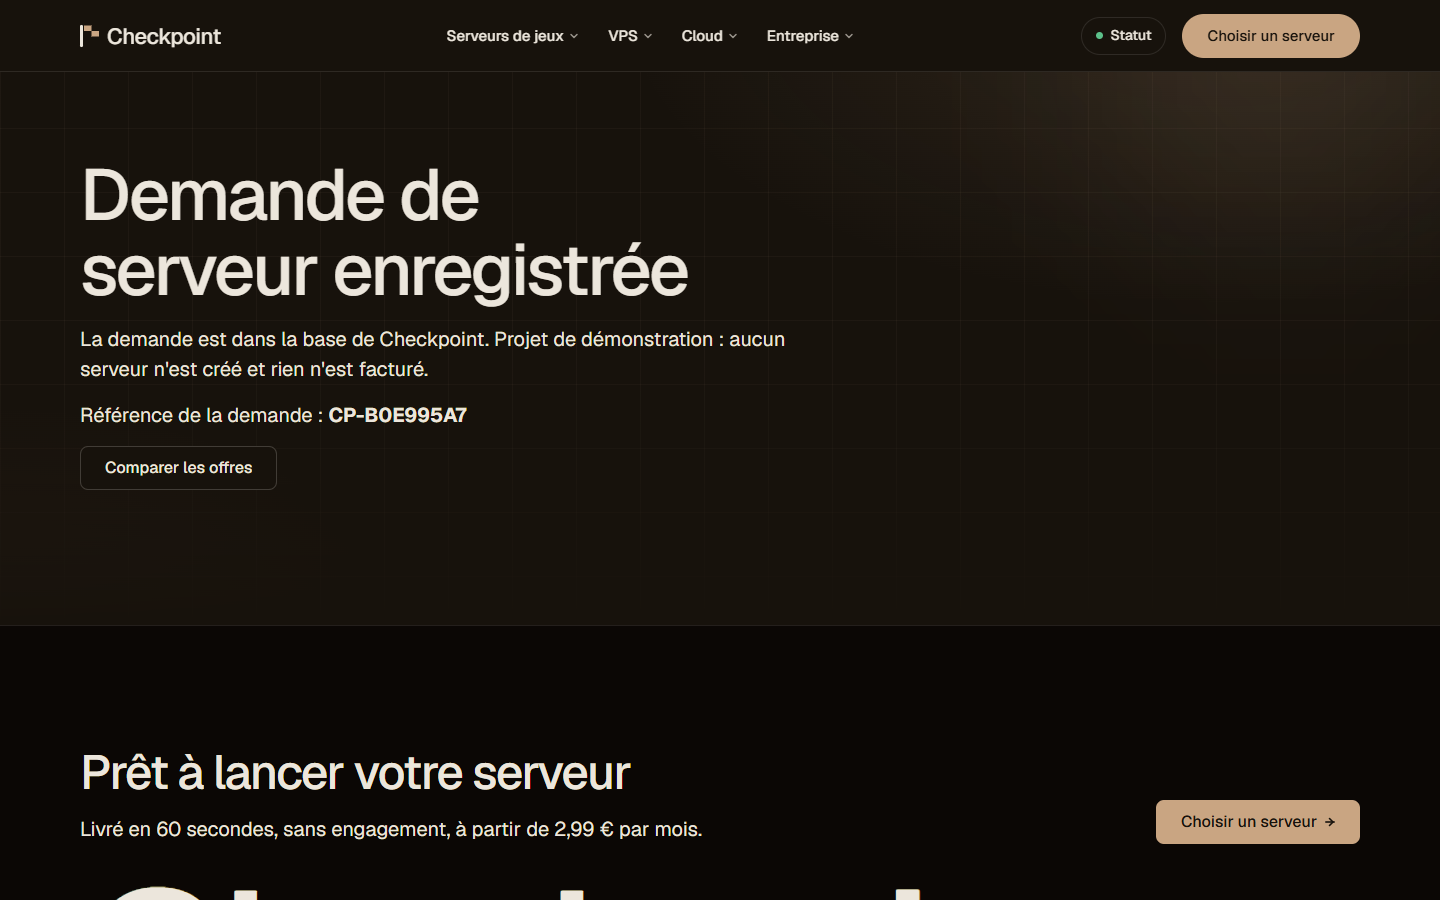 Checkpoint
Serveurs de jeux
VPS
Cloud
Entreprise
Statut
Choisir un serveur
Demande de
serveur enregistrée
La demande est dans la base de Checkpoint. Projet de démonstration : aucun
serveur n'est créé et rien n'est facturé.
Référence de la demande : CP-B0E995A7
Comparer les offres
Prêt à lancer votre serveur
Livré en 60 secondes, sans engagement, à partir de 2,99 € par mois.
Choisir un serveur →